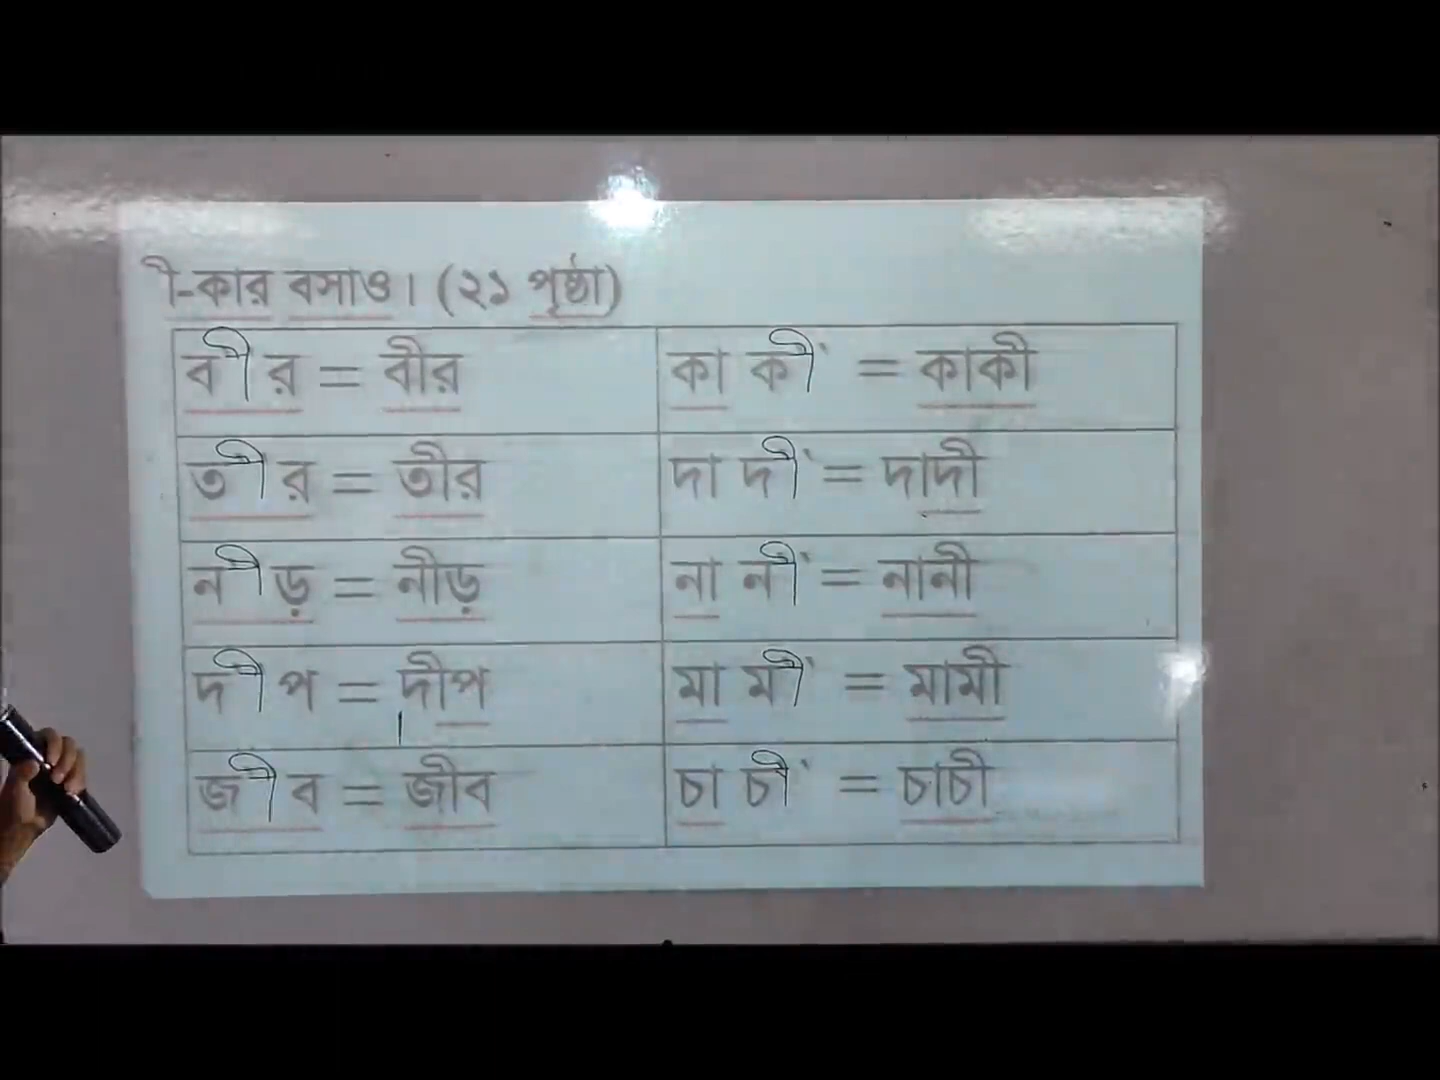 ী-কার বসাও। (২১ পৃষ্ঠা)
ব ী র = বীর
কা কী = কাকী
ত ী র = তীর
দা দী = দাদী
ন ী ড় = নীড়
না নী = নানী
দ ী প = দীপ
মা মী = মামী
জ ী ব = জীব
চা চী = চাচী